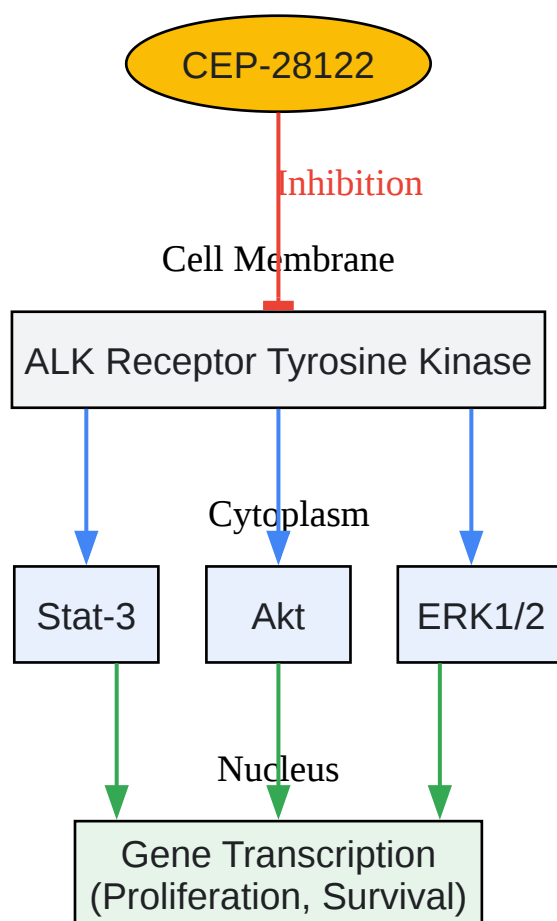 CEP-28122
Inhibition
Cell Membrane
ALK Receptor Tyrosine Kinase
Cytoplasm
Stat-3
Akt
ERK1/2
Nucleus
Gene Transcription
(Proliferation, Survival)